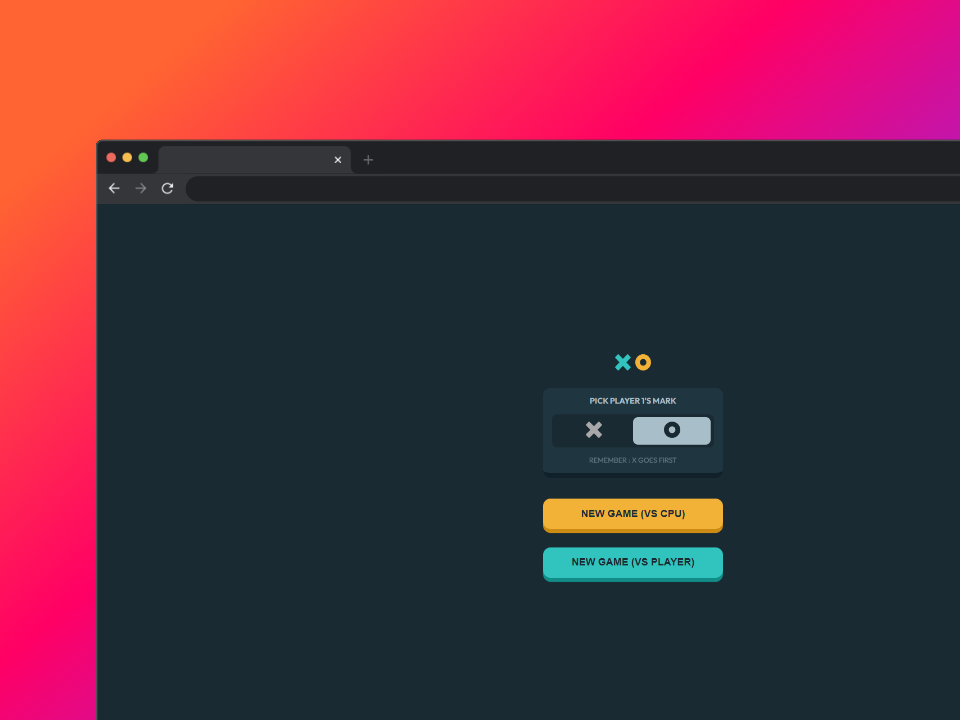 PICK PLAYER 1'S MARK
REMEMBER : X GOES FIRST
NEW GAME (VS CPU)
NEW GAME (VS PLAYER)